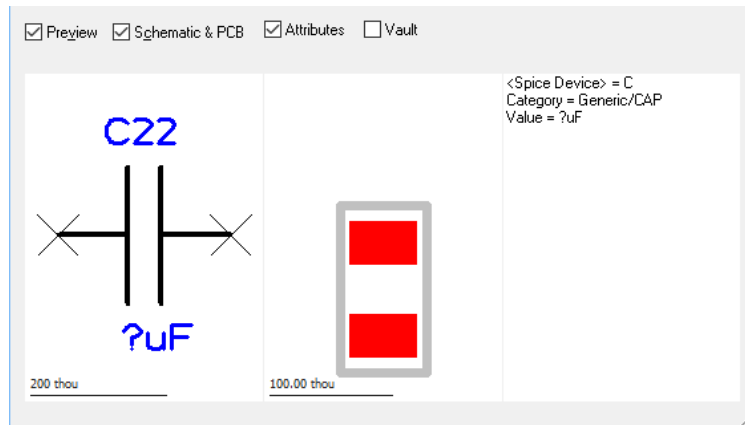 Preview Schematic & PCB Attributes Vault
C22
?uF
200 thou
100.00 thou
<Spice Device> = C
Category = Generic/CAP
Value = ?uF